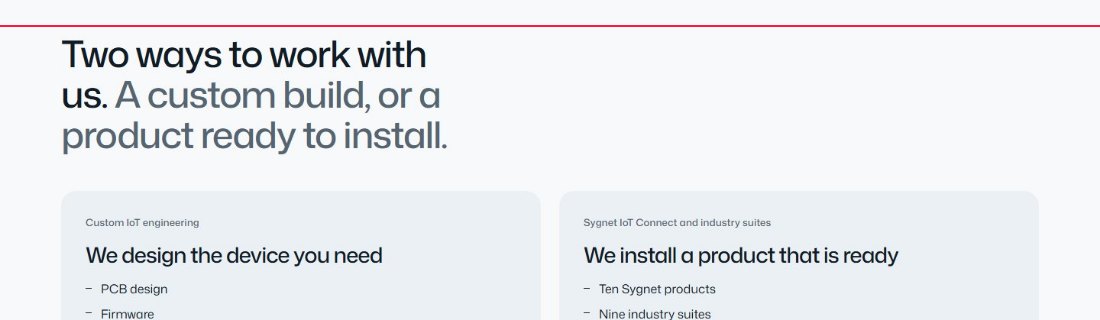 Two ways to work with
us. A custom build, or a
product ready to install.
Custom IoT engineering
We design the device you need
– PCB design
– Firmware
Sygnet IoT Connect and industry suites
We install a product that is ready
– Ten Sygnet products
– Nine industry suites